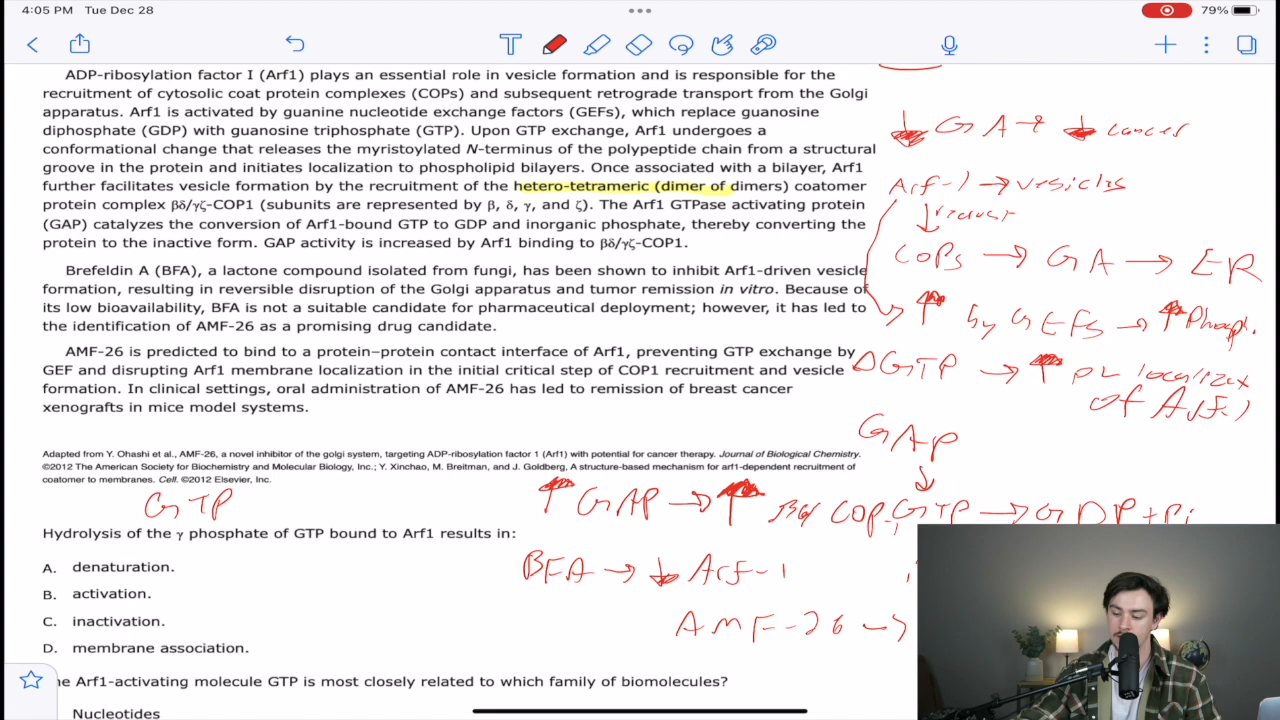 4:05 PM Tue Dec 28
79%
ADP-ribosylation factor I (Arf1) plays an essential role in vesicle formation and is responsible for the
recruitment of cytosolic coat protein complexes (COPs) and subsequent retrograde transport from the Golgi
apparatus. Arf1 is activated by guanine nucleotide exchange factors (GEFs), which replace guanosine
diphosphate (GDP) with guanosine triphosphate (GTP). Upon GTP exchange, Arf1 undergoes a
conformational change that releases the myristoylated N-terminus of the polypeptide chain from a structural
groove in the protein and initiates localization to phospholipid bilayers. Once associated with a bilayer, Arf1
further facilitates vesicle formation by the recruitment of the hetero-tetrameric (dimer of dimers) coatomer
protein complex βδ/γζ-COP1 (subunits are represented by β, δ, γ, and ζ). The Arf1 GTPase activating protein
(GAP) catalyzes the conversion of Arf1-bound GTP to GDP and inorganic phosphate, thereby converting the
protein to the inactive form. GAP activity is increased by Arf1 binding to βδ/γζ-COP1.
Brefeldin A (BFA), a lactone compound isolated from fungi, has been shown to inhibit Arf1-driven vesicle
formation, resulting in reversible disruption of the Golgi apparatus and tumor remission in vitro. Because of
its low bioavailability, BFA is not a suitable candidate for pharmaceutical deployment; however, it has led to
the identification of AMF-26 as a promising drug candidate.
AMF-26 is predicted to bind to a protein–protein contact interface of Arf1, preventing GTP exchange by
GEF and disrupting Arf1 membrane localization in the initial critical step of COP1 recruitment and vesicle
formation. In clinical settings, oral administration of AMF-26 has led to remission of breast cancer
xenografts in mice model systems.
Adapted from Y. Ohashi et al., AMF-26, a novel inhibitor of the golgi system, targeting ADP-ribosylation factor 1 (Arf1) with potential for cancer therapy. Journal of Biological Chemistry.
©2012 The American Society for Biochemistry and Molecular Biology, Inc.; Y. Xinchao, M. Breitman, and J. Goldberg, A structure-based mechanism for arf1-dependent recruitment of
coatomer to membranes. Cell. ©2012 Elsevier, Inc.
↓ GA → ↓ cancer
Arf-1 → vesicles
↓ recruit
COPs → GA → ER
↑ by GEFs → ↑ Phosph.
ΔGTP → ↑ PL
of Arf-1
GAP
↓
GTP
↑ GAP → ↑ COP-1
GTP → GDP + Pi
BFA → ↓ Arf-1
AMF-26 →
Hydrolysis of the γ phosphate of GTP bound to Arf1 results in:
A. denaturation.
B. activation.
C. inactivation.
D. membrane association.
Arf1-activating molecule GTP is most closely related to which family of biomolecules?
Nucleotides